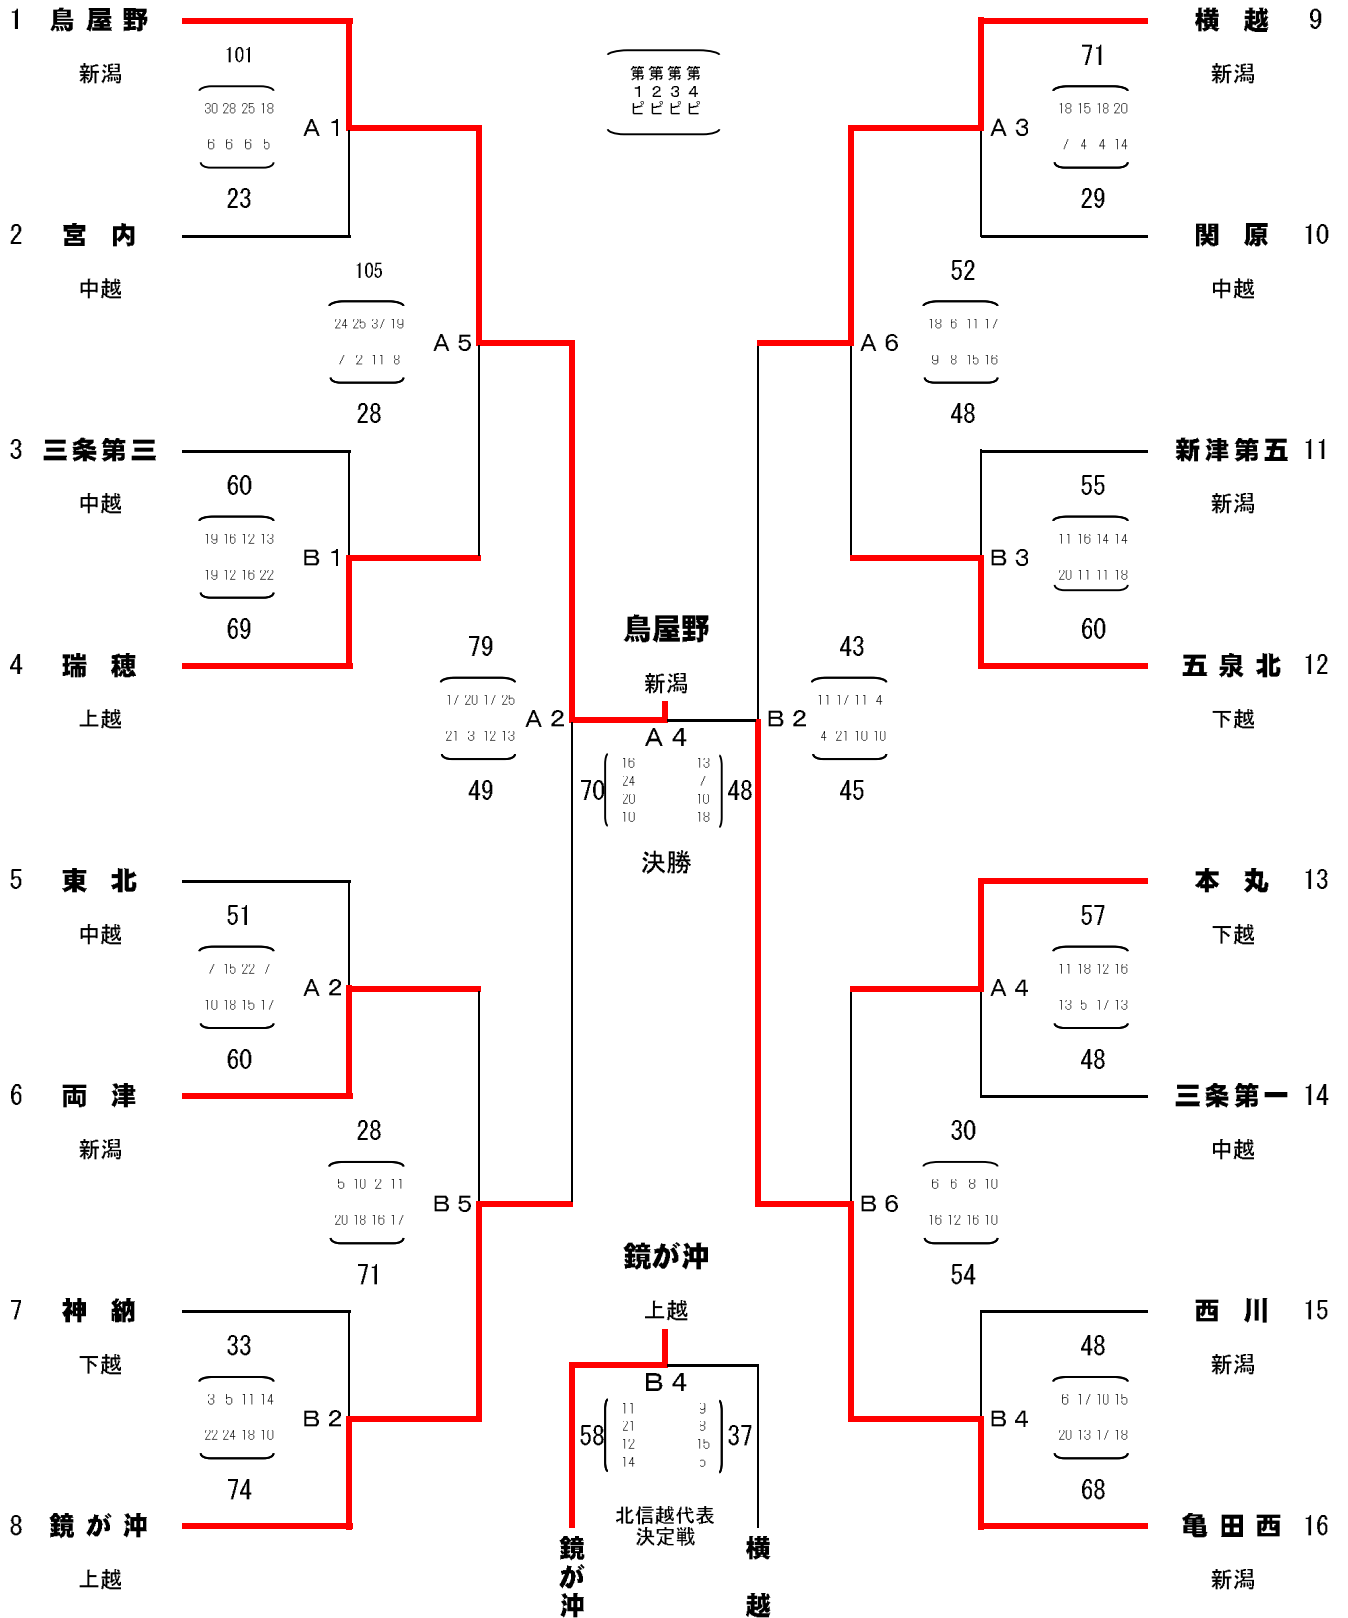 1 鳥屋野
新潟
101
30 28 25 18
6 6 6 5
23
A 1
2 宮内
中越
105
24 25 37 19
7 2 11 8
28
A 5
3 三条第三
中越
60
19 16 12 13
19 12 16 22
69
B 1
4 瑞穂
上越
79
17 20 17 25
21 3 12 13
49
A 2
5 東北
中越
51
7 15 22 7
10 18 15 17
60
A 2
6 両津
新潟
28
5 10 2 11
20 18 16 17
71
B 5
7 神納
下越
33
3 5 11 14
22 24 18 10
74
B 2
8 鏡が沖
上越
第1ピ
第2ピ
第3ピ
第4ピ
鳥屋野
新潟
A 4
70
16 13
24 7
20 10
10 18
48
決勝
鏡が沖
上越
B 4
58
11 9
21 8
12 15
14 5
37
北信越代表
決定戦
鏡が沖
横越
横越 9
新潟
71
18 15 18 20
7 4 4 14
29
A 3
関原 10
中越
52
18 6 11 17
9 8 15 16
48
A 6
新津第五 11
新潟
55
11 16 14 14
20 11 11 18
60
B 3
五泉北 12
下越
43
11 17 11 4
4 21 10 10
45
B 2
本丸 13
下越
57
11 18 12 16
13 5 17 13
48
A 4
三条第一 14
中越
30
6 6 8 10
16 12 16 10
54
B 6
西川 15
新潟
48
6 17 10 15
20 13 17 18
68
B 4
亀田西 16
新潟